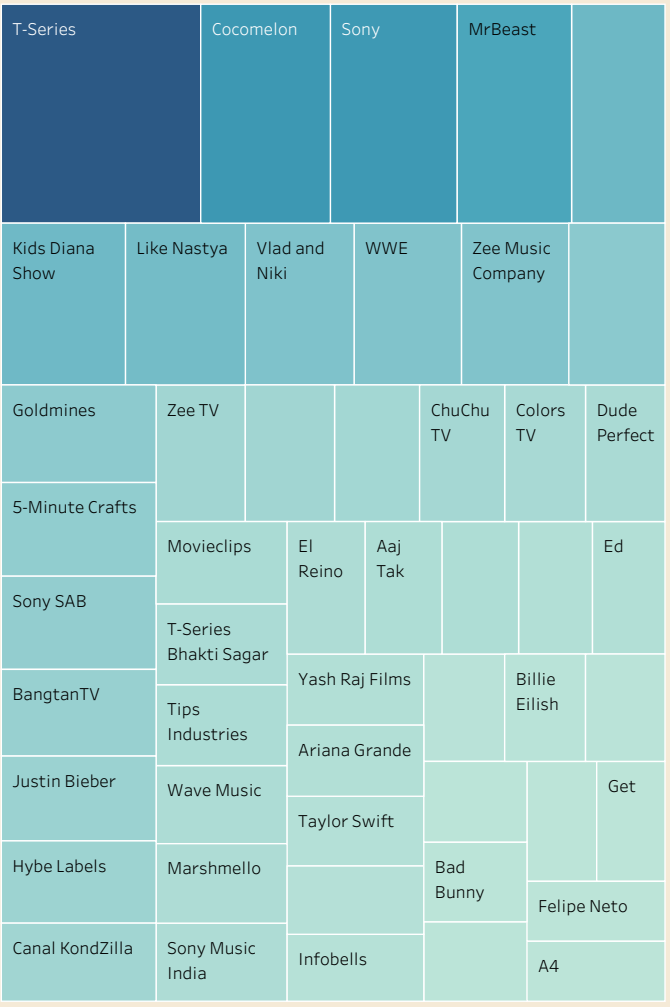 T-Series
Cocomelon
Sony
MrBeast
Kids Diana
Show
Like Nastya
Vlad and
Niki
WWE
Zee Music
Company
Goldmines
5-Minute Crafts
Sony SAB
BangtanTV
Justin Bieber
Hybe Labels
Canal KondZilla
Zee TV
ChuChu
TV
Colors
TV
Dude
Perfect
Movieclips
T-Series
Bhakti Sagar
Tips
Industries
Wave Music
Marshmello
Sony Music
India
El
Reino
Aaj
Tak
Ed
Yash Raj Films
Ariana Grande
Taylor Swift
Infobells
Billie
Eilish
Bad
Bunny
Get
Felipe Neto
A4